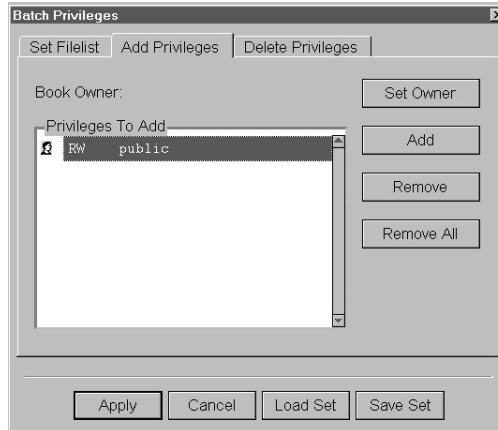 Batch Privileges
Set Filelist Add Privileges Delete Privileges
Book Owner:
Set Owner
Privileges To Add
RW public
Add
Remove
Remove All
Apply Cancel Load Set Save Set